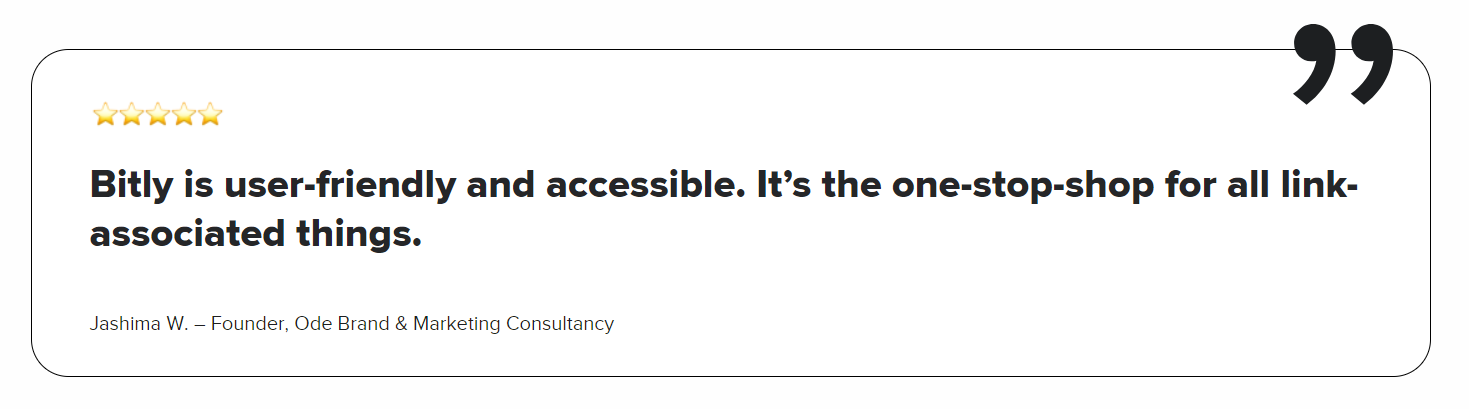 ⭐⭐⭐⭐⭐
”
Bitly is user-friendly and accessible. It’s the one-stop-shop for all link-
associated things.
Jashima W. – Founder, Ode Brand & Marketing Consultancy